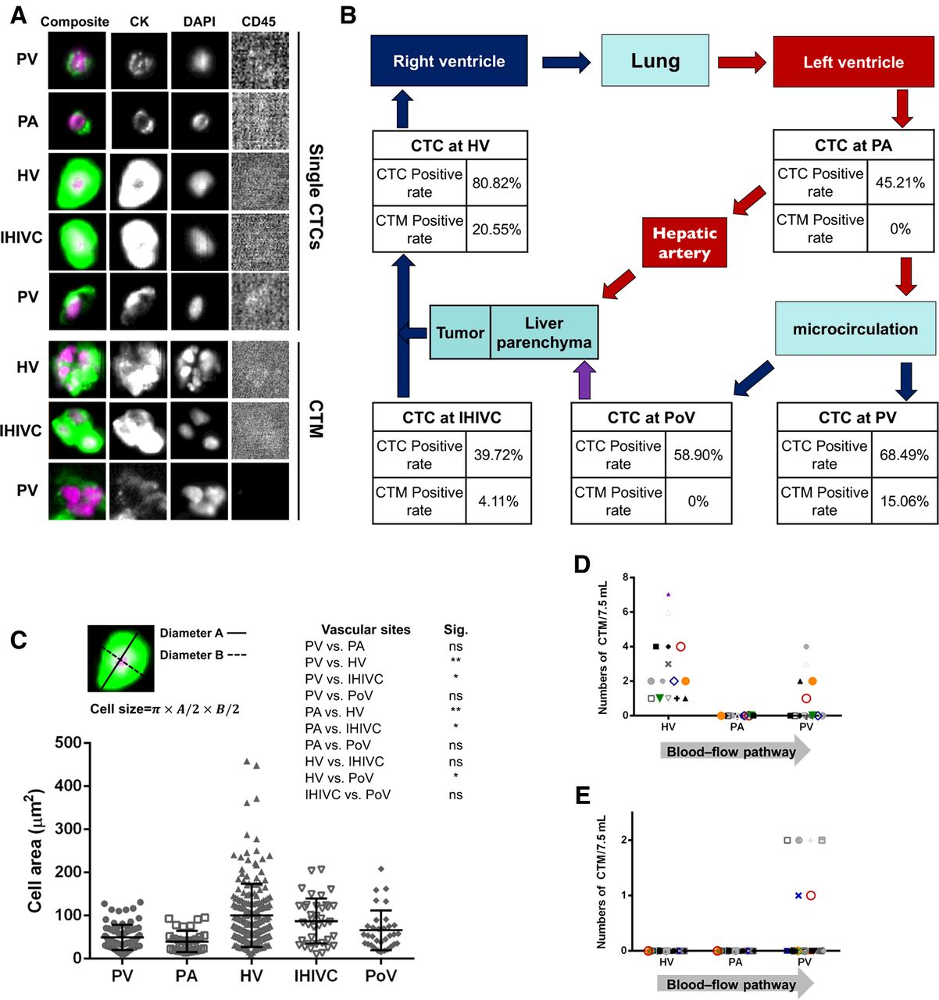 A
Composite CK DAPI CD45
PV
PA
HV
IHIVC
PV
Single CTCs
HV
IHIVC
PV
CTM
B
Right ventricle
Lung
Left ventricle
CTC at HV
CTC Positive rate 80.82%
CTM Positive rate 20.55%
CTC at PA
CTC Positive rate 45.21%
CTM Positive rate 0%
Hepatic artery
Tumor
Liver parenchyma
microcirculation
CTC at IHIVC
CTC Positive rate 39.72%
CTM Positive rate 4.11%
CTC at PoV
CTC Positive rate 58.90%
CTM Positive rate 0%
CTC at PV
CTC Positive rate 68.49%
CTM Positive rate 15.06%
C
Diameter A
Diameter B
Cell size=π × A/2 × B/2
Vascular sites Sig.
PV vs. PA ns
PV vs. HV **
PV vs. IHIVC *
PV vs. PoV ns
PA vs. HV **
PA vs. IHIVC *
PA vs. PoV ns
HV vs. IHIVC ns
HV vs. PoV *
IHIVC vs. PoV ns
Cell area (μm²)
500
400
300
200
100
0
PV PA HV IHIVC PoV
D
Numbers of CTM/7.5 mL
8
6
4
2
0
HV PA PV
Blood–flow pathway
E
Numbers of CTM/7.5 mL
2
1
0
HV PA PV
Blood–flow pathway